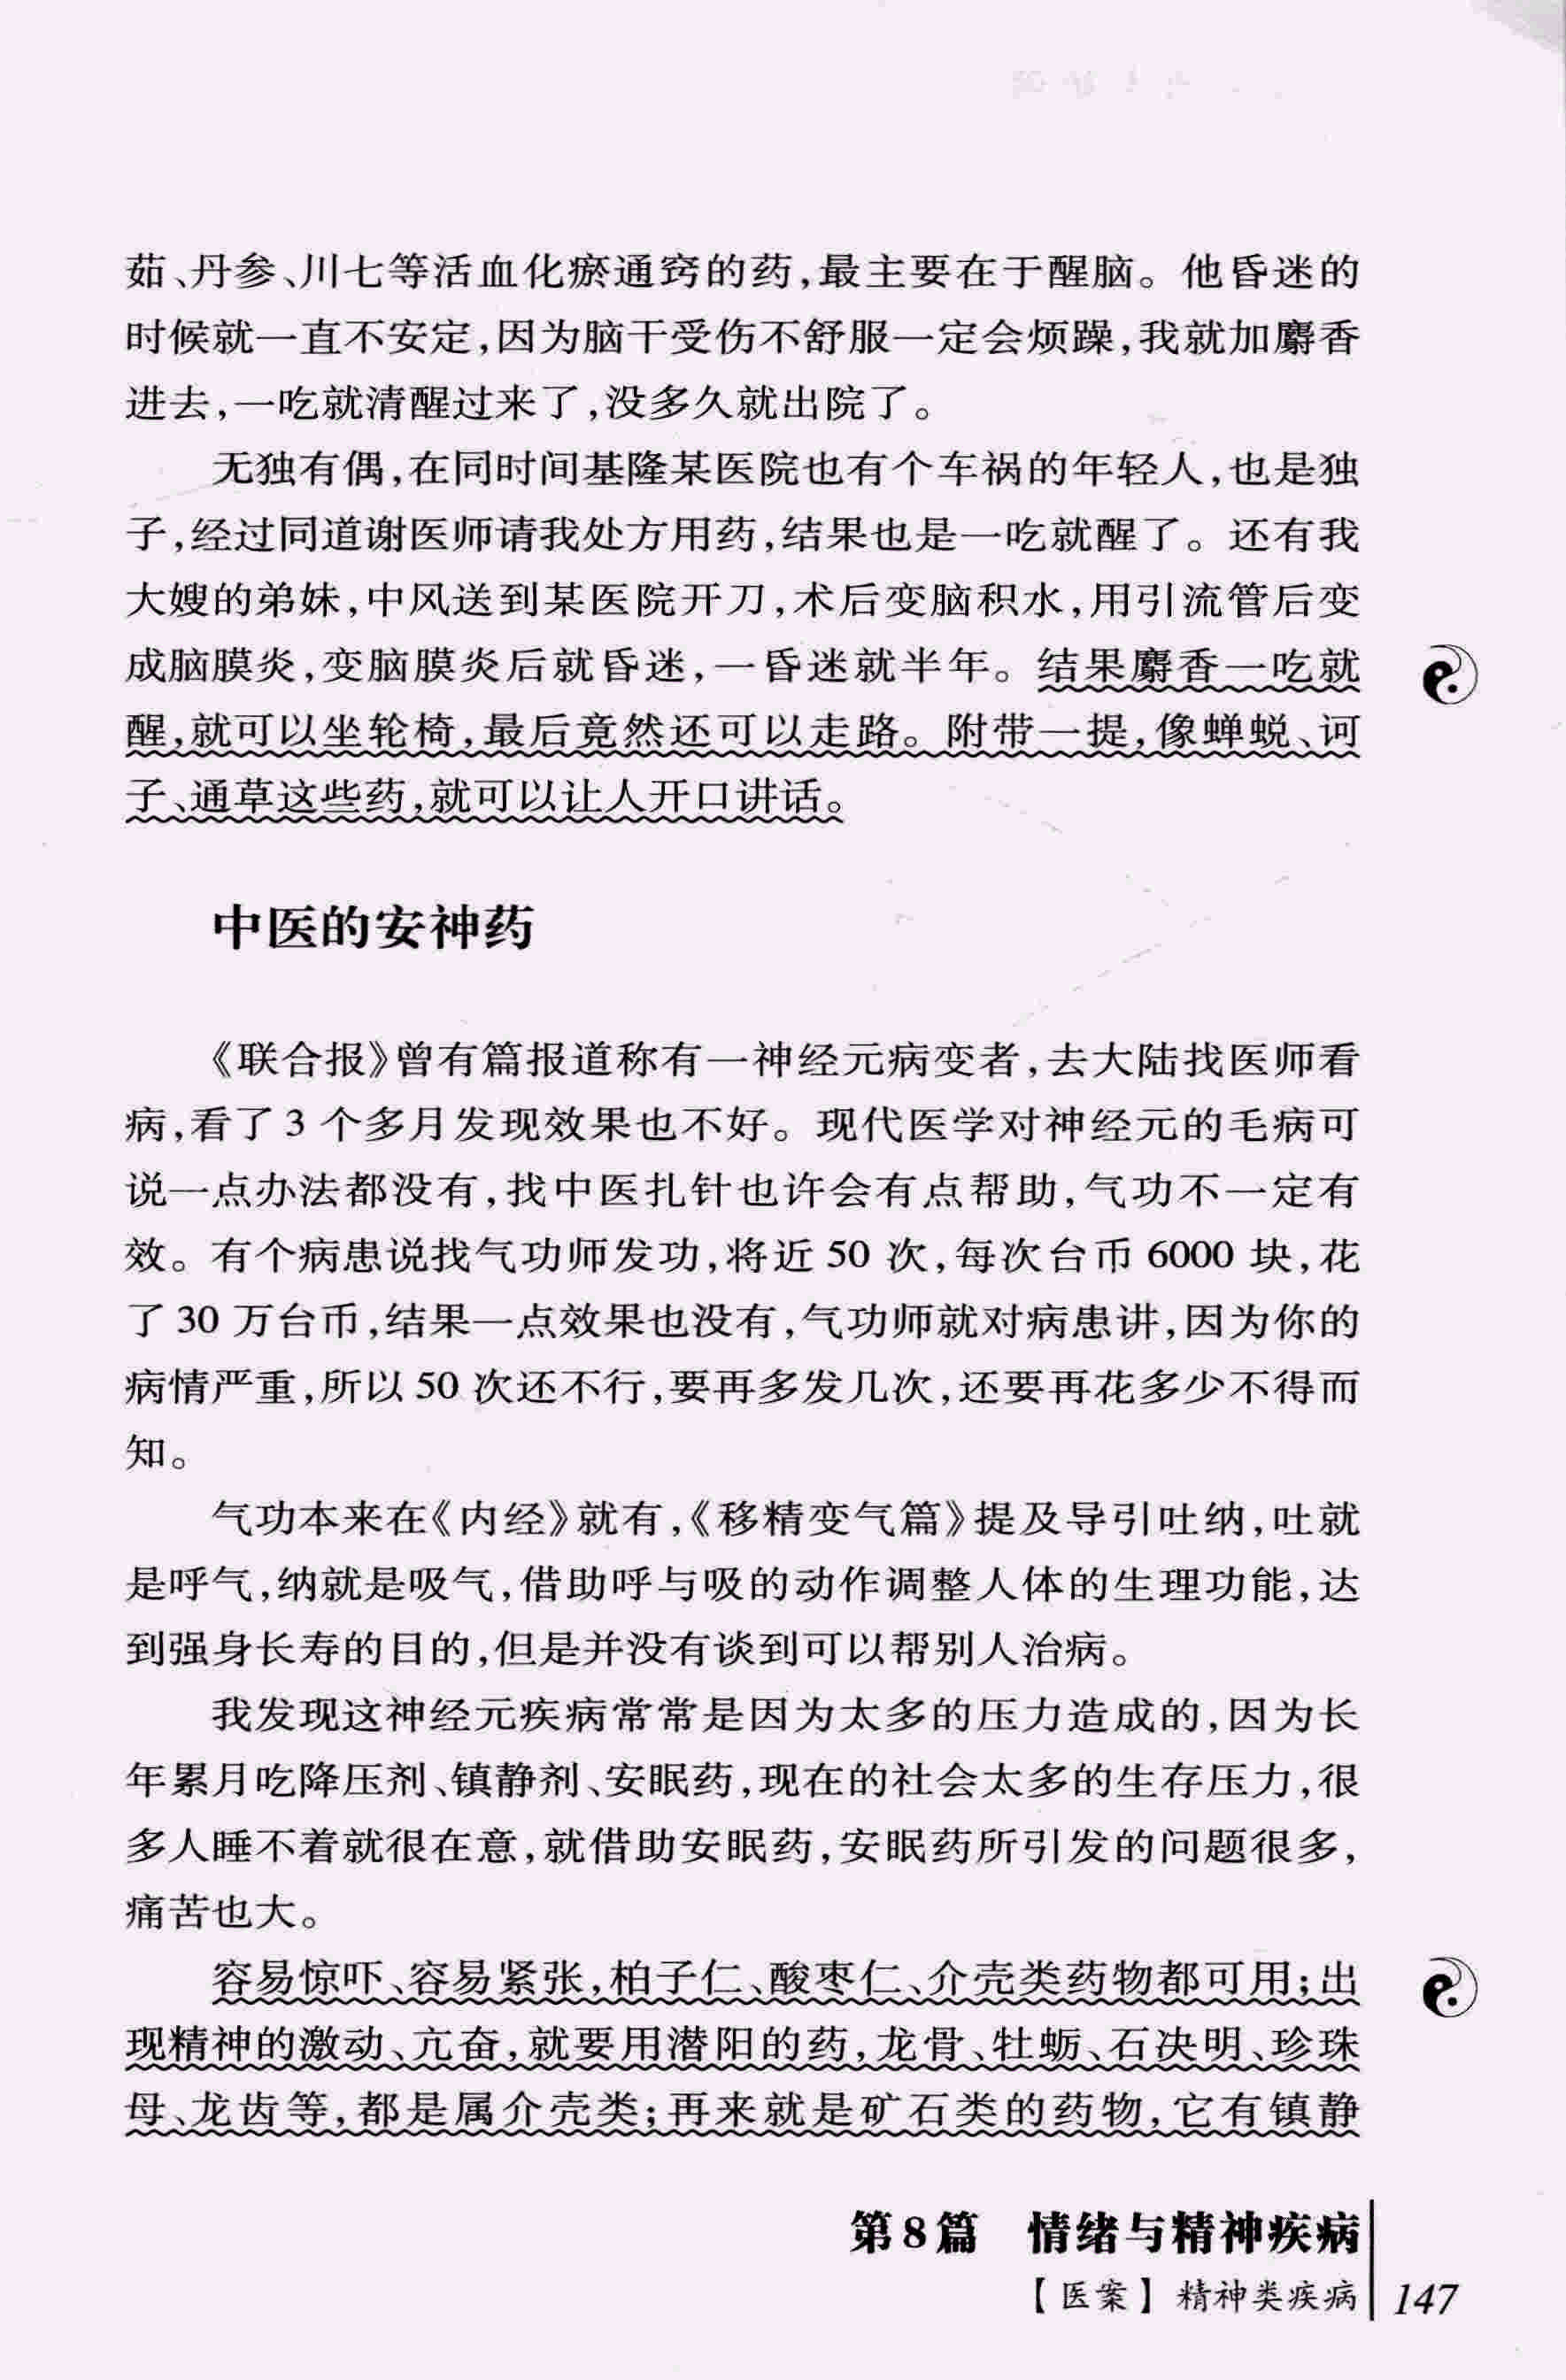 茹、丹参、川七等活血化瘀通窍的药,最主要在于醒脑。他昏迷的
时候就一直不安定,因为脑干受伤不舒服一定会烦躁,我就加麝香
进去,一吃就清醒过来了,没多久就出院了。
无独有偶,在同时间基隆某医院也有个车祸的年轻人,也是独
子,经过同道谢医师请我处方用药,结果也是一吃就醒了。还有我
大嫂的弟妹,中风送到某医院开刀,术后变脑积水,用引流管后变
成脑膜炎,变脑膜炎后就昏迷,一昏迷就半年。结果麝香一吃就
醒,就可以坐轮椅,最后竟然还可以走路。附带一提,像蝉蜕、诃
子、通草这些药,就可以让人开口讲话。
中医的安神药
《联合报》曾有篇报道称有一神经元病变者,去大陆找医师看
病,看了 3 个多月发现效果也不好。现代医学对神经元的毛病可
说一点办法都没有,找中医扎针也许会有点帮助,气功不一定有
效。有个病患说找气功师发功,将近 50 次,每次台币 6000 块,花
了 30 万台币,结果一点效果也没有,气功师就对病患讲,因为你的
病情严重,所以 50 次还不行,要再多发几次,还要再花多少不得而
知。
气功本来在《内经》就有,《移精变气篇》提及导引吐纳,吐就
是呼气,纳就是吸气,借助呼与吸的动作调整人体的生理功能,达
到强身长寿的目的,但是并没有谈到可以帮别人治病。
我发现这神经元疾病常常是因为太多的压力造成的,因为长
年累月吃降压剂、镇静剂、安眠药,现在的社会太多的生存压力,很
多人睡不着就很在意,就借助安眠药,安眠药所引发的问题很多,
痛苦也大。
容易惊吓、容易紧张,柏子仁、酸枣仁、介壳类药物都可用;出
现精神的激动、亢奋,就要用潜阳的药,龙骨、牡蛎、石决明、珍珠
母、龙齿等,都是属介壳类;再来就是矿石类的药物,它有镇静
第8篇 情绪与精神疾病
【医案】精神类疾病 147